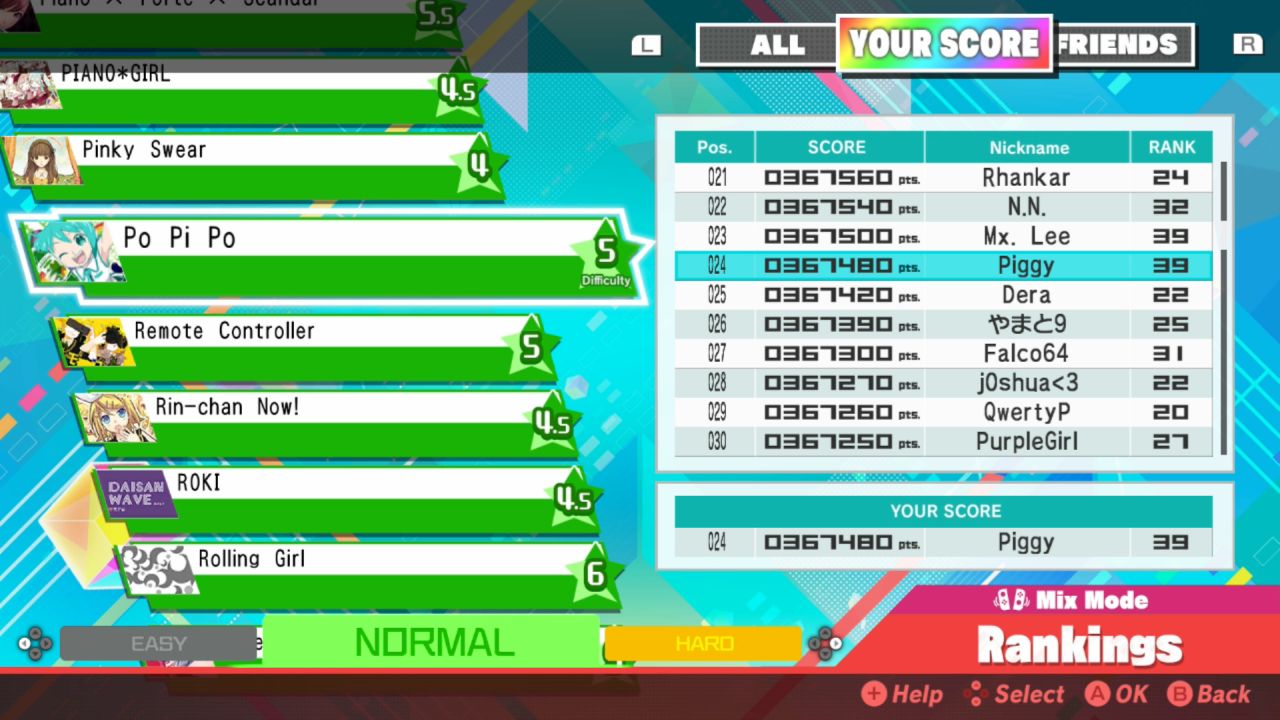 Piano × Forte × Scandal
5.5
PIANO*GIRL
4.5
Pinky Swear
4
Po Pi Po
5
Difficulty
Remote Controller
5
Rin-chan Now!
4.5
DAISAN
WAVE
ROKI
4.5
Rolling Girl
6
EASY
NORMAL
HARD
L
ALL
YOUR SCORE
FRIENDS
R
Pos. SCORE Nickname RANK
021 0367560 pts. Rhankar 24
022 0367540 pts. N.N. 32
023 0367500 pts. Mx. Lee 39
024 0367480 pts. Piggy 39
025 0367420 pts. Dera 22
026 0367390 pts. やまと9 25
027 0367300 pts. Falco64 31
028 0367270 pts. j0shua<3 22
029 0367260 pts. QwertyP 20
030 0367250 pts. PurpleGirl 27
YOUR SCORE
024 0367480 pts. Piggy 39
Mix Mode
Rankings
+ Help Select A OK B Back